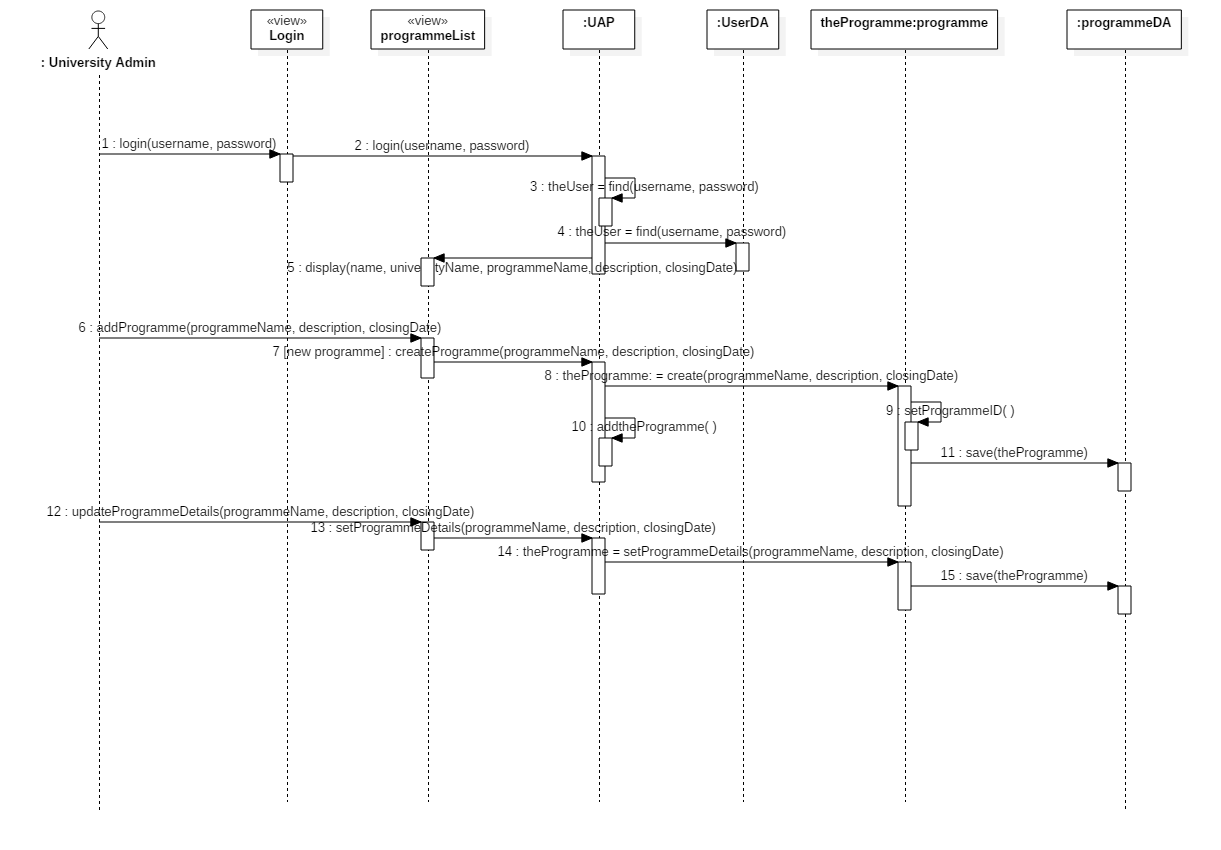 «view»
Login
«view»
programmeList
:UAP
:UserDA
theProgramme:programme
:programmeDA
: University Admin
1 : login(username, password)
2 : login(username, password)
3 : theUser = find(username, password)
4 : theUser = find(username, password)
5 : display(name, universityName, programmeName, description, closingDate)
6 : addProgramme(programmeName, description, closingDate)
7 [new programme] : createProgramme(programmeName, description, closingDate)
8 : theProgramme: = create(programmeName, description, closingDate)
9 : setProgrammeID( )
10 : addtheProgramme( )
11 : save(theProgramme)
12 : updateProgrammeDetails(programmeName, description, closingDate)
13 : setProgrammeDetails(programmeName, description, closingDate)
14 : theProgramme = setProgrammeDetails(programmeName, description, closingDate)
15 : save(theProgramme)